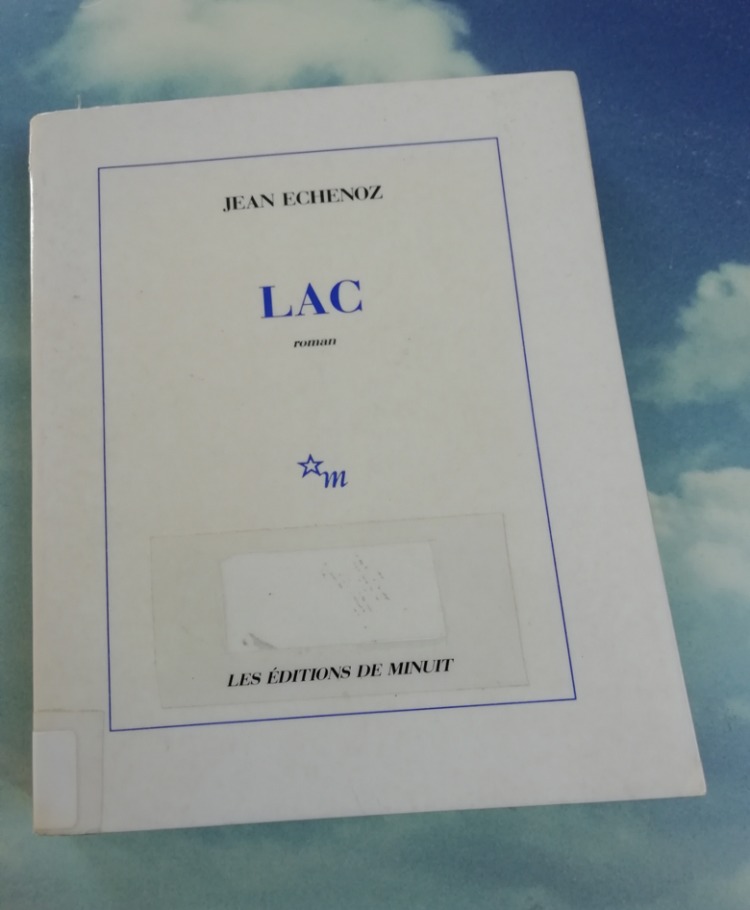 JEAN ECHENOZ
LAC
roman
m
LES ÉDITIONS DE MINUIT